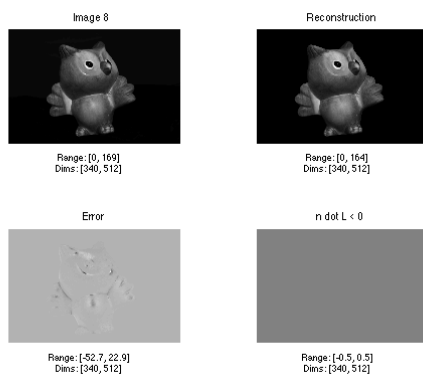 Image 8
Reconstruction
Range: [0, 169]
Dims: [340, 512]
Range: [0, 164]
Dims: [340, 512]
Error
n dot L < 0
Range: [-52.7, 22.9]
Dims: [340, 512]
Range: [-0.5, 0.5]
Dims: [340, 512]